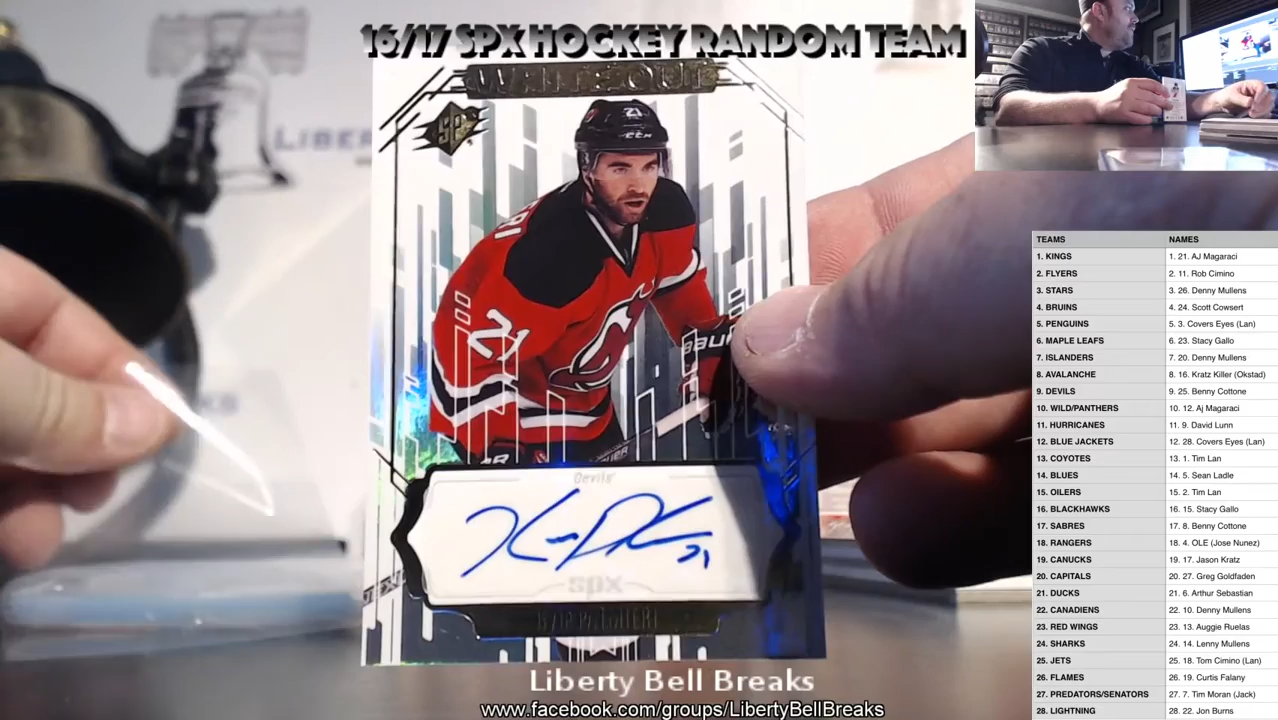 16/17 SPX HOCKEY RANDOM TEAM
WHITEOUT
SPX
21
CCM
21
BAUER
Devils
21
spx
KYLE PALMIERI
LIBE
Liberty Bell Breaks
www.facebook.com/groups/LibertyBellBreaks
TEAMS NAMES
1. KINGS 1. 21. AJ Magaraci
2. FLYERS 2. 11. Rob Cimino
3. STARS 3. 26. Denny Mullens
4. BRUINS 4. 24. Scott Cowsert
5. PENGUINS 5. 3. Covers Eyes (Lan)
6. MAPLE LEAFS 6. 23. Stacy Gallo
7. ISLANDERS 7. 20. Denny Mullens
8. AVALANCHE 8. 16. Kratz Killer (Okstad)
9. DEVILS 9. 25. Benny Cottone
10. WILD/PANTHERS 10. 12. Aj Magaraci
11. HURRICANES 11. 9. David Lunn
12. BLUE JACKETS 12. 28. Covers Eyes (Lan)
13. COYOTES 13. 1. Tim Lan
14. BLUES 14. 5. Sean Ladle
15. OILERS 15. 2. Tim Lan
16. BLACKHAWKS 16. 15. Stacy Gallo
17. SABRES 17. 8. Benny Cottone
18. RANGERS 18. 4. OLE (Jose Nunez)
19. CANUCKS 19. 17. Jason Kratz
20. CAPITALS 20. 27. Greg Goldfaden
21. DUCKS 21. 6. Arthur Sebastian
22. CANADIENS 22. 10. Denny Mullens
23. RED WINGS 23. 13. Auggie Ruelas
24. SHARKS 24. 14. Lenny Mullens
25. JETS 25. 18. Tom Cimino (Lan)
26. FLAMES 26. 19. Curtis Falany
27. PREDATORS/SENATORS 27. 7. Tim Moran (Jack)
28. LIGHTNING 28. 22. Jon Burns